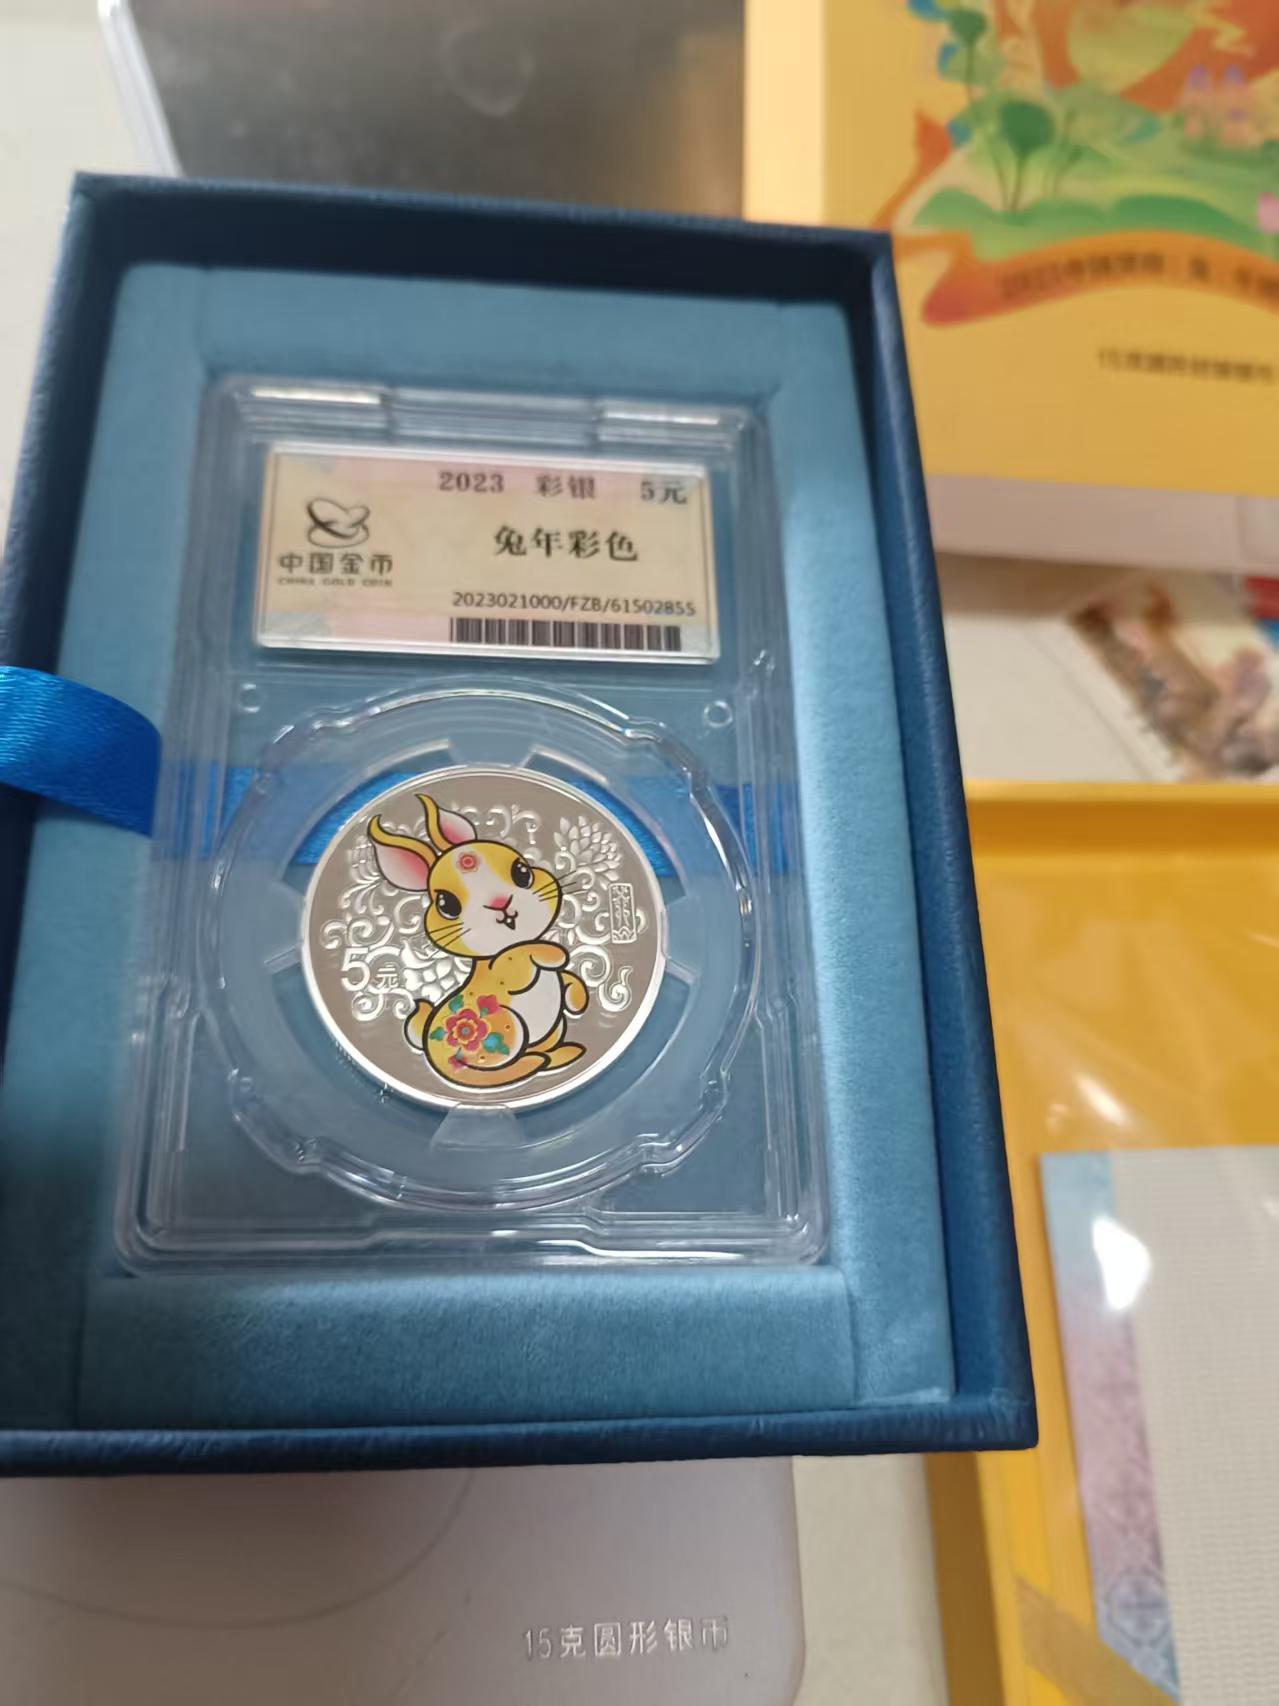 2023 彩银 5元
兔年彩色
中国金币
CHINA GOLD COIN
2023021000/FZB/61502855
5元
15克圆形银币